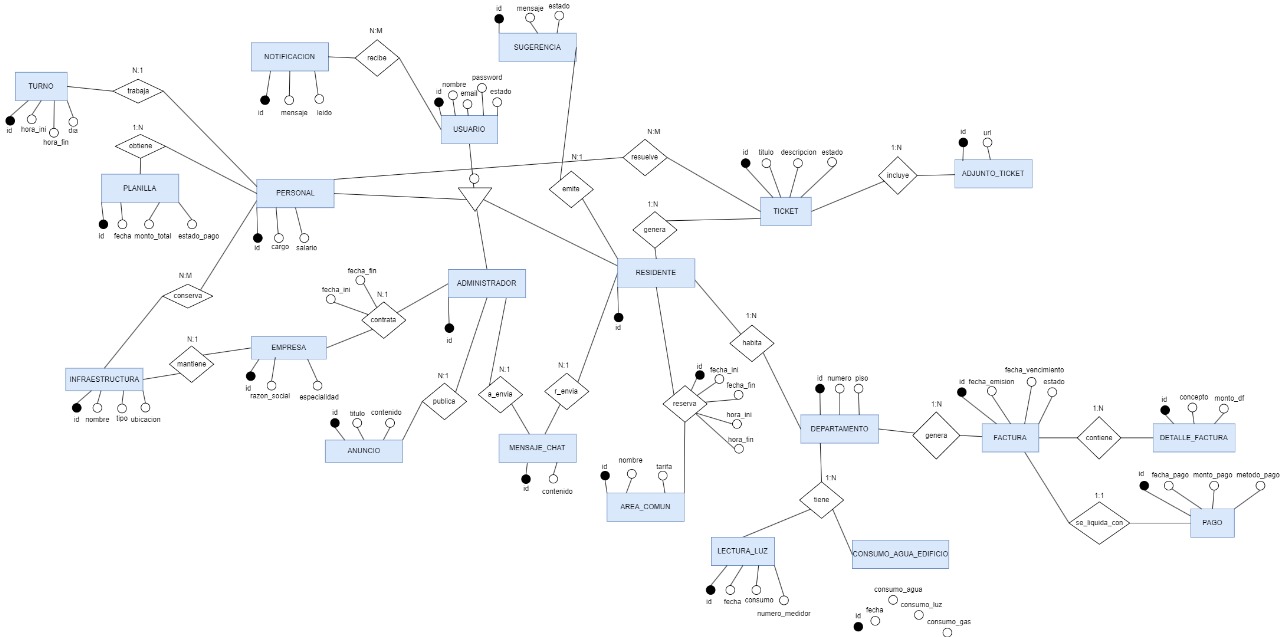 id
mensaje
estado
SUGERENCIA
N:M
NOTIFICACION
recibe
id
mensaje
leido
password
nombre
id
email
estado
USUARIO
N:1
TURNO
trabaja
id
hora_ini
hora_fin
dia
1:N
obtiene
PLANILLA
id
fecha
monto_total
estado_pago
PERSONAL
id
cargo
salario
N:1
emite
N:M
resuelve
id
titulo
descripcion
estado
TICKET
1:N
genera
1:N
incluye
id
url
ADJUNTO_TICKET
RESIDENTE
id
N:M
conserva
fecha_fin
fecha_ini
N:1
contrata
ADMINISTRADOR
id
N:1
mantiene
EMPRESA
id
razon_social
especialidad
INFRAESTRUCTURA
id
nombre
tipo
ubicacion
N:1
publica
id
titulo
contenido
ANUNCIO
N:1
a_envia
N:1
r_envia
MENSAJE_CHAT
id
contenido
reserva
id
fecha_ini
fecha_fin
hora_ini
hora_fin
id
nombre
tarifa
AREA_COMUN
1:N
habita
id
numero
piso
DEPARTAMENTO
1:N
genera
id
fecha_emision
fecha_vencimiento
estado
FACTURA
1:N
contiene
id
concepto
monto_df
DETALLE_FACTURA
1:1
se_liquida_con
id
fecha_pago
monto_pago
metodo_pago
PAGO
1:N
tiene
LECTURA_LUZ
id
fecha
consumo
numero_medidor
CONSUMO_AGUA_EDIFICIO
consumo_agua
id
fecha
consumo_luz
consumo_gas